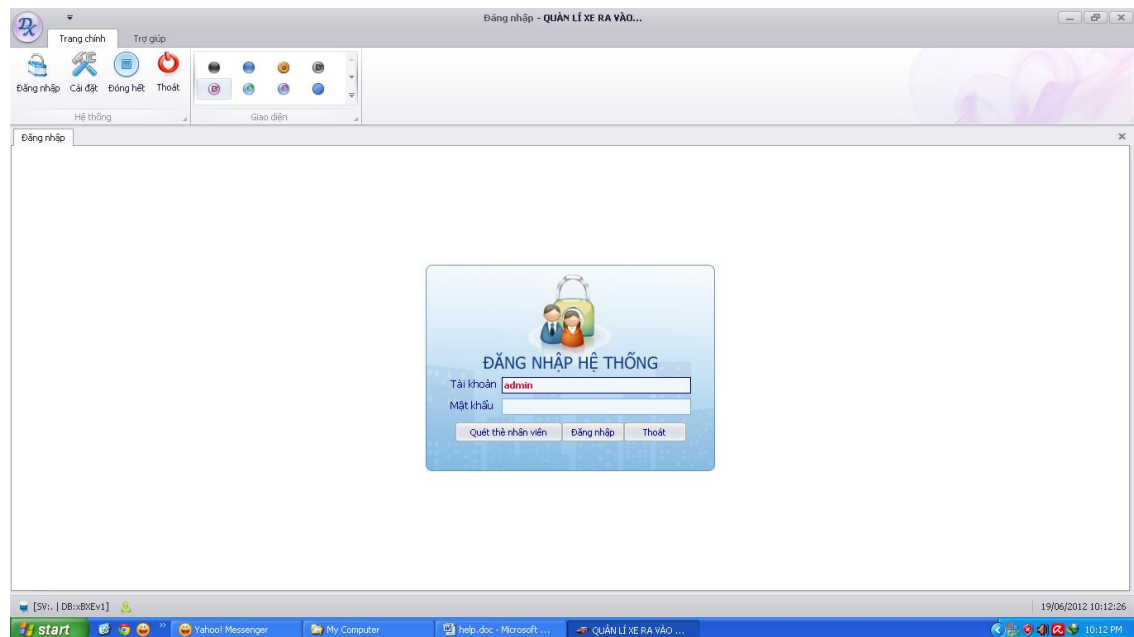 Đăng nhập - QUẢN LÍ XE RA VÀO...
Trang chính Trợ giúp
Đăng nhập Cài đặt Đóng hết Thoát
Hệ thống Giao diện
Đăng nhập
ĐĂNG NHẬP HỆ THỐNG
Tài khoản admin
Mật khẩu
Quét thẻ nhân viên Đăng nhập Thoát
[SV:. | DB:xBXEv1] 19/06/2012 10:12:26
start Yahoo! Messenger My Computer help.doc - Microsoft ... QUẢN LÍ XE RA VÀO ... 10:12 PM